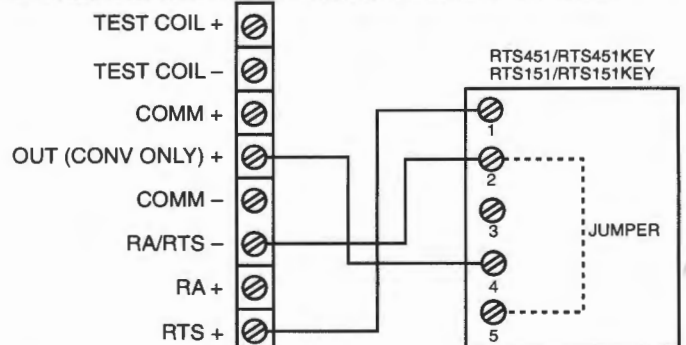 TEST COIL +
TEST COIL –
COMM +
OUT (CONV ONLY) +
COMM –
RA/RTS –
RA +
RTS +
RTS451/RTS451KEY
RTS151/RTS151KEY
1
2
3
4
5
JUMPER